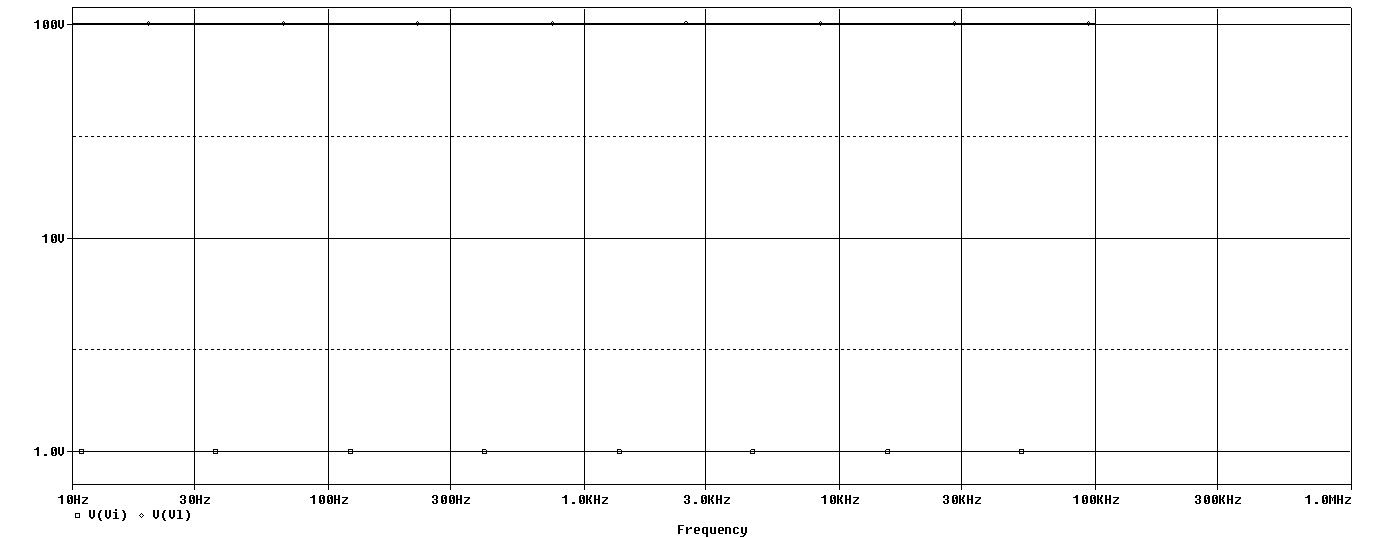 100V
10V
1.0V
10Hz 30Hz 100Hz 300Hz 1.0KHz 3.0KHz 10KHz 30KHz 100KHz 300KHz 1.0MHz
V(Vi) V(Vl)
Frequency